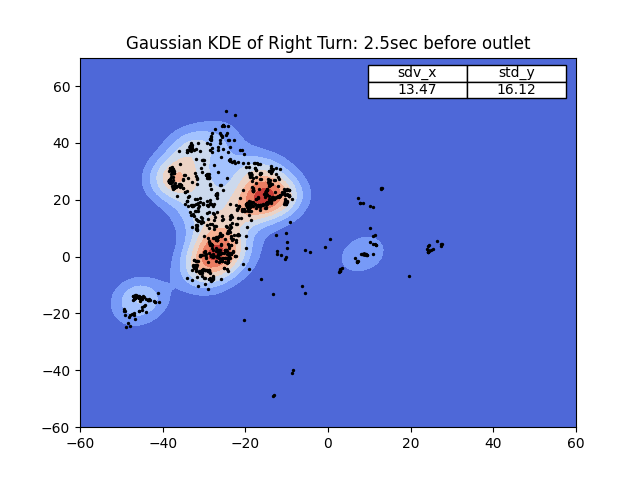 Gaussian KDE of Right Turn: 2.5sec before outlet
sdv_x std_y
13.47 16.12
60
40
20
0
−20
−40
−60
−60 −40 −20 0 20 40 60